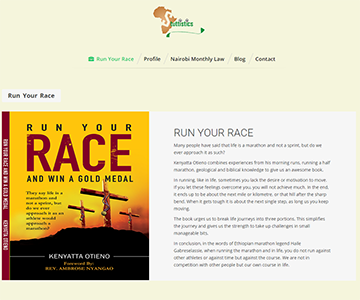 Suttistics
Run Your Race Profile Nairobi Monthly Law Blog Contact
Run Your Race
RUN YOUR
RACE
AND WIN A GOLD MEDAL
They say life is a
marathon and not a
sprint, but do we
ever approach it as an
athlete would
approach a
marathon?
KENYATTA OTIENO
Foreword By:
REV. AMBROSE NYANGAO
RUN YOUR RACE AND WIN A GOLD MEDAL
KENYATTA OTIENO
RUN YOUR RACE
Many people have said that life is a marathon and not a sprint, but do we
ever approach it as such?
Kenyatta Otieno combines experiences from his morning runs, running a half
marathon, geological and biblical knowledge to give us an awesome book.
In running, like in life, sometimes you lack the desire or motivation to move.
If you let these feelings overcome you, you will not achieve much. In the end,
it ends up to be about the next mile or kilometre, or that hill after the sharp
bend. When it gets tough it is about the next single step, as long as you keep
moving.
The book urges us to break life journeys into three portions. This simplifies
the journey and gives us the strength to take up challenges in small
manageable bits.
In conclusion, in the words of Ethiopian marathon legend Haile
Gabreselassie, when running the marathon and in life, you do not run against
other athletes or against time but against the course. We are not in
competition with other people but our own course in life.